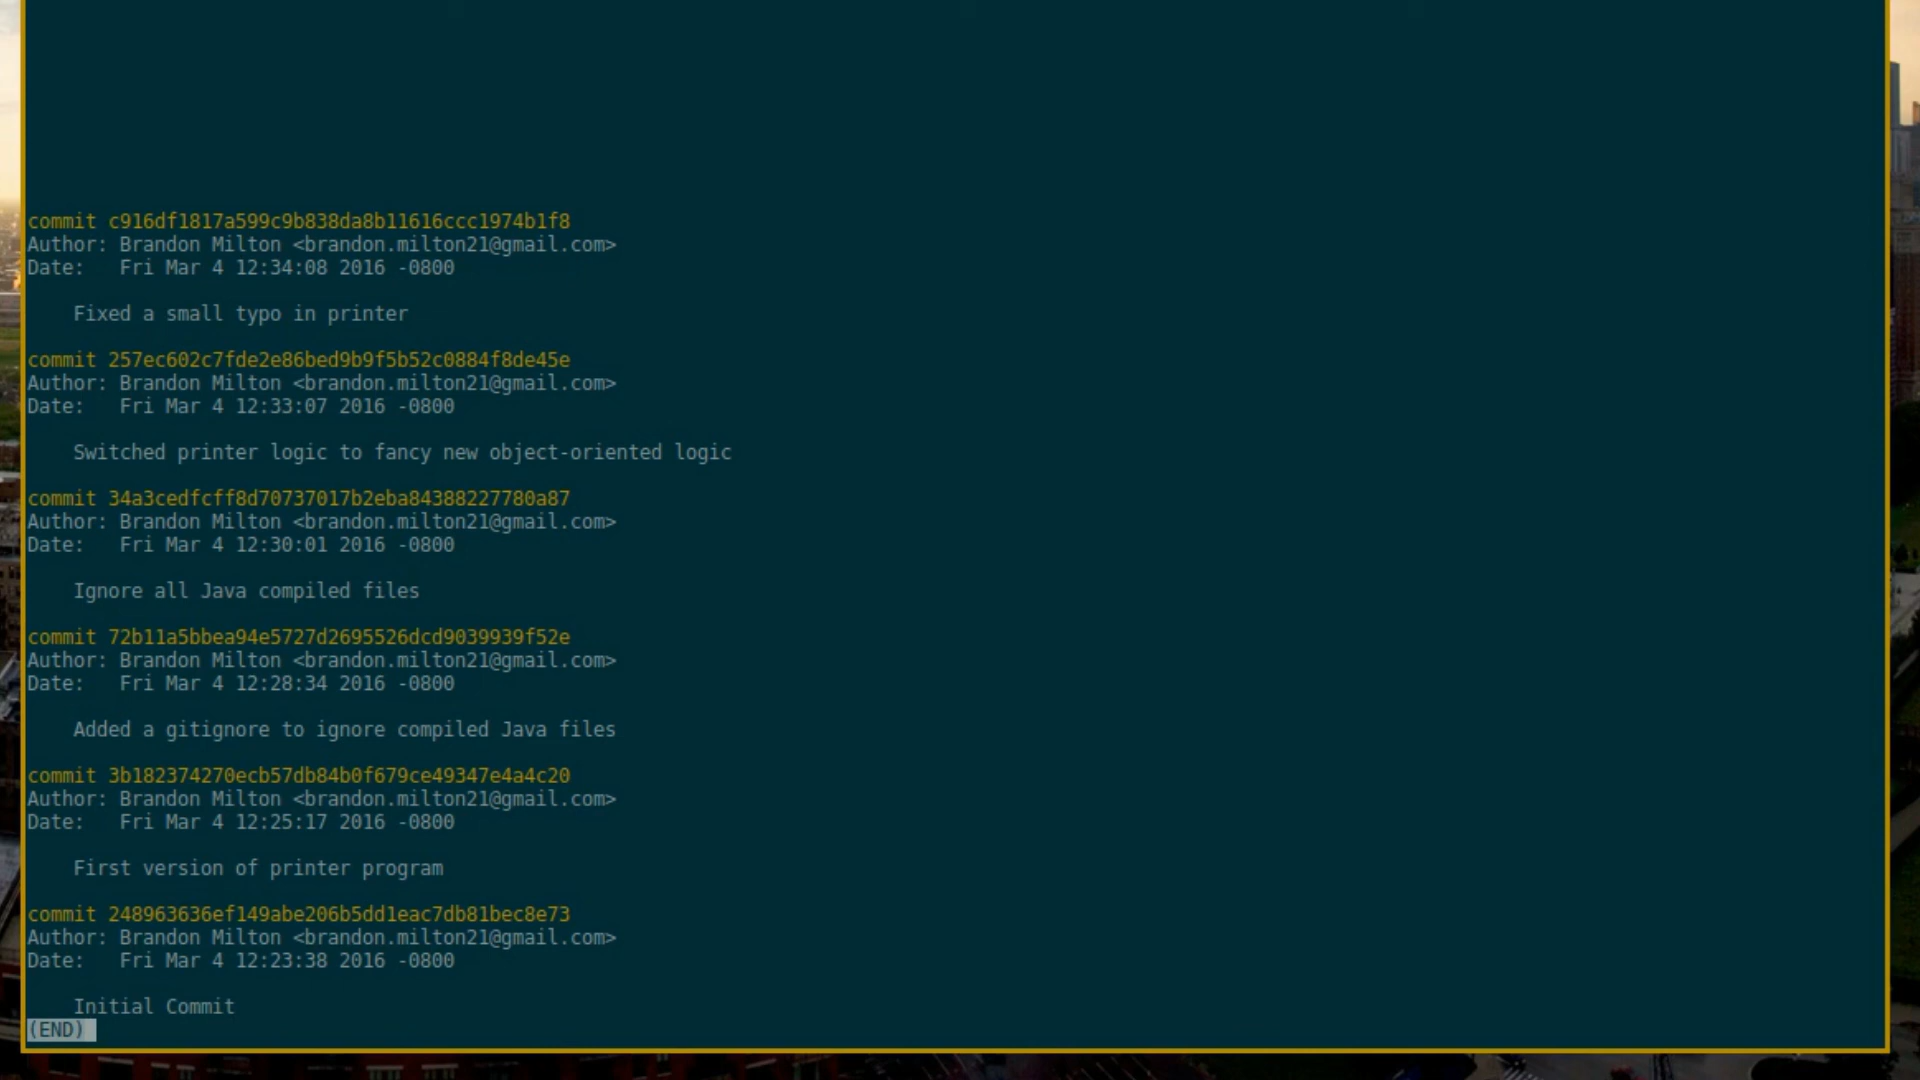 commit c916df1817a599c9b838da8b11616ccc1974b1f8
Author: Brandon Milton <brandon.milton21@gmail.com>
Date:   Fri Mar 4 12:34:08 2016 -0800
Fixed a small typo in printer
commit 257ec602c7fde2e86bed9b9f5b52c0884f8de45e
Author: Brandon Milton <brandon.milton21@gmail.com>
Date:   Fri Mar 4 12:33:07 2016 -0800
Switched printer logic to fancy new object-oriented logic
commit 34a3cedfcff8d70737017b2eba84388227780a87
Author: Brandon Milton <brandon.milton21@gmail.com>
Date:   Fri Mar 4 12:30:01 2016 -0800
Ignore all Java compiled files
commit 72b11a5bbea94e5727d2695526dcd9039939f52e
Author: Brandon Milton <brandon.milton21@gmail.com>
Date:   Fri Mar 4 12:28:34 2016 -0800
Added a gitignore to ignore compiled Java files
commit 3b182374270ecb57db84b0f679ce49347e4a4c20
Author: Brandon Milton <brandon.milton21@gmail.com>
Date:   Fri Mar 4 12:25:17 2016 -0800
First version of printer program
commit 248963636ef149abe206b5dd1eac7db81bec8e73
Author: Brandon Milton <brandon.milton21@gmail.com>
Date:   Fri Mar 4 12:23:38 2016 -0800
Initial Commit
(END)